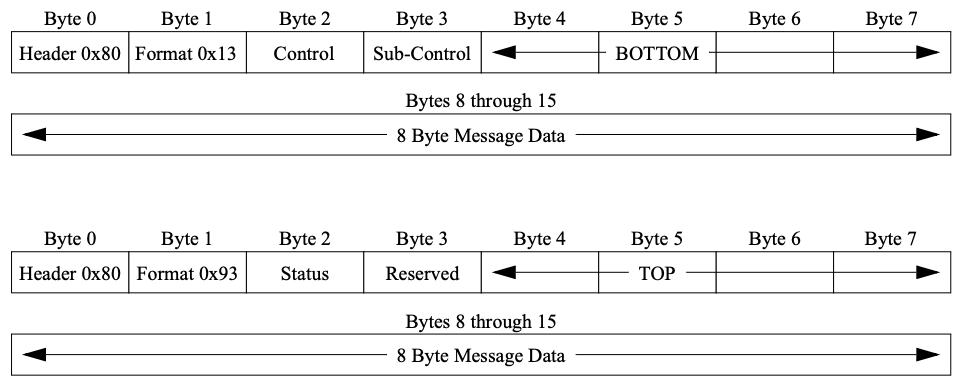 Byte 0 Byte 1 Byte 2 Byte 3 Byte 4 Byte 5 Byte 6 Byte 7
Header 0x80 Format 0x13 Control Sub-Control BOTTOM
Bytes 8 through 15
8 Byte Message Data
Byte 0 Byte 1 Byte 2 Byte 3 Byte 4 Byte 5 Byte 6 Byte 7
Header 0x80 Format 0x93 Status Reserved TOP
Bytes 8 through 15
8 Byte Message Data